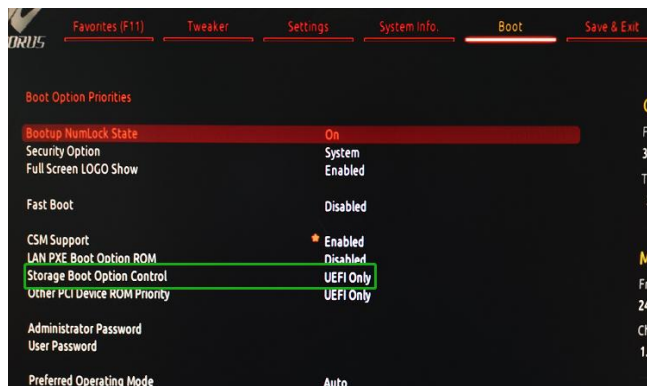 Favorites (F11) Tweaker Settings System Info. Boot Save & Exit
ORUS
Boot Option Priorities
Bootup NumLock State On
Security Option System
Full Screen LOGO Show Enabled
Fast Boot Disabled
CSM Support Enabled
LAN PXE Boot Option ROM Disabled
Storage Boot Option Control UEFI Only
Other PCI Device ROM Priority UEFI Only
Administrator Password
User Password
Preferred Operating Mode Auto